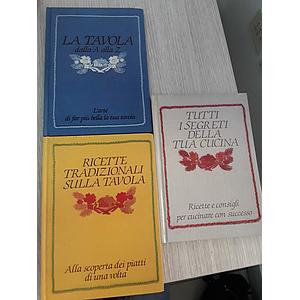 LA TAVOLA
dalla A alla Z
L'arte
di far più bella la tua tavola
RICETTE
TRADIZIONALI
SULLA TAVOLA
Alla scoperta dei piatti
di una volta
TUTTI
I SEGRETI
DELLA
TUA CUCINA
Ricette e consigli
per cucinare con successo